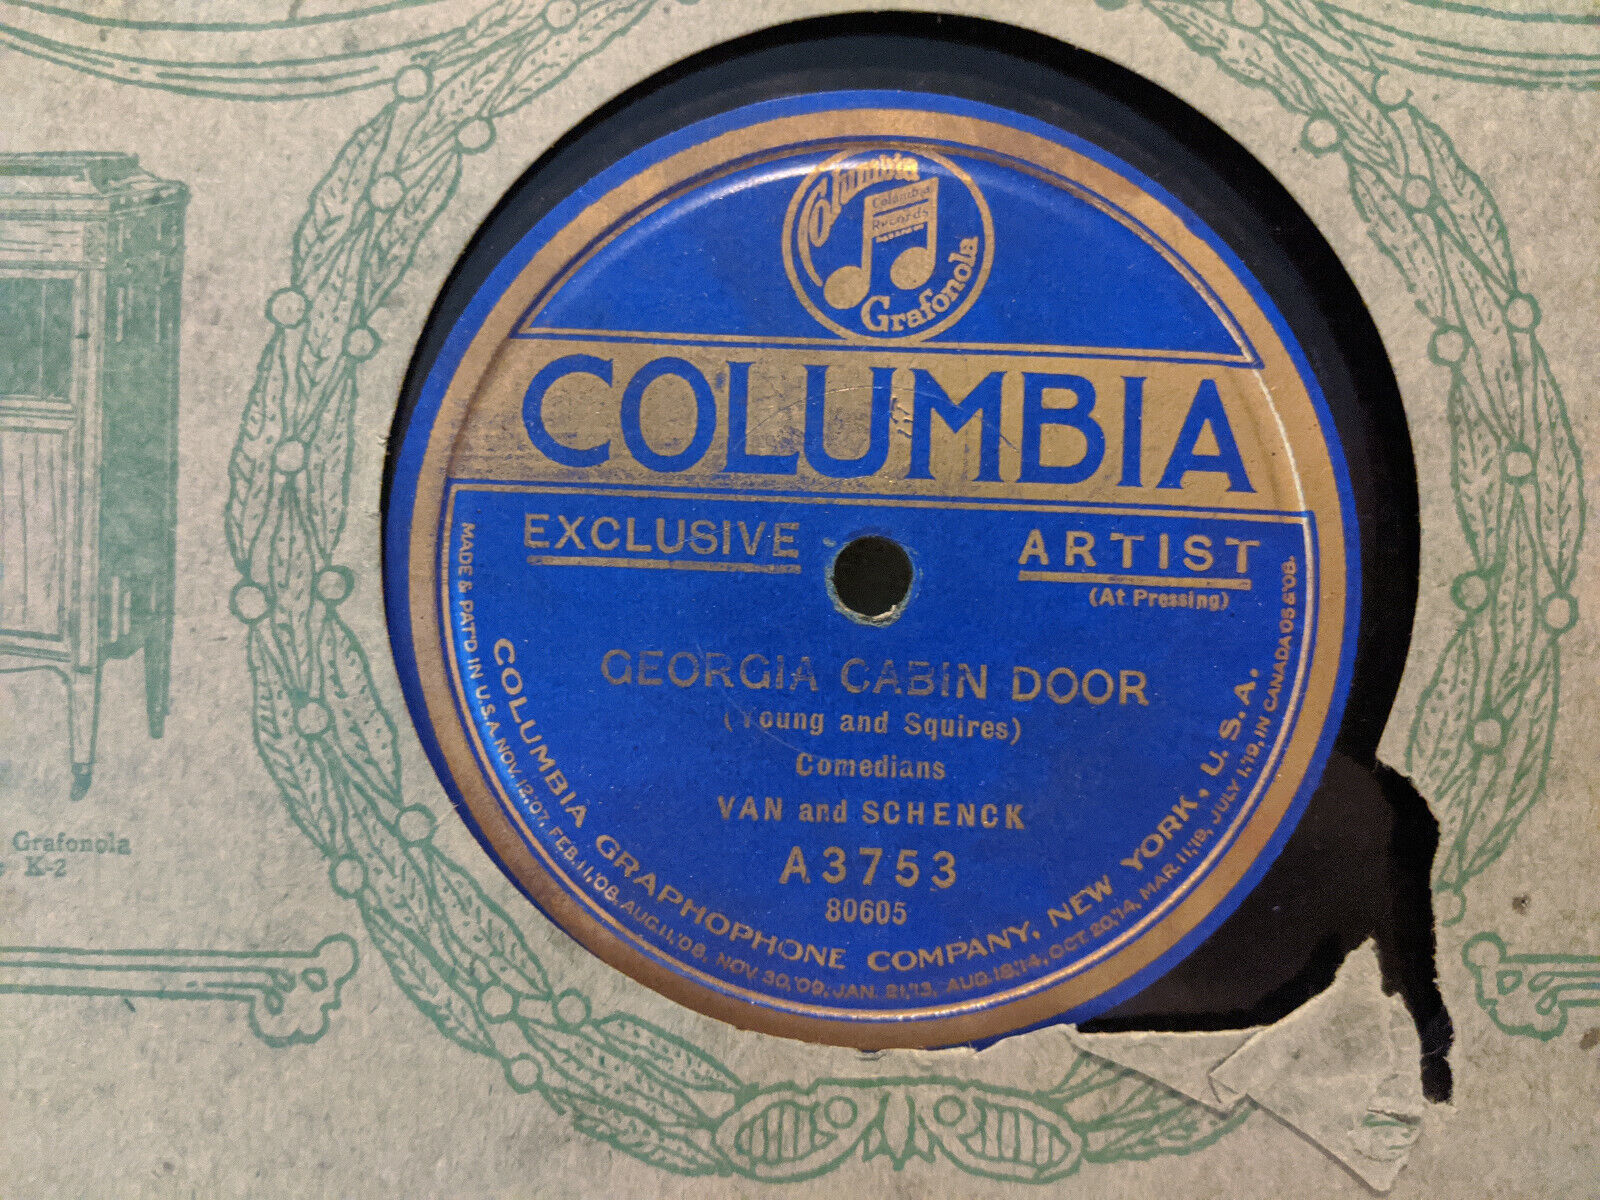 Columbia
Columbia
Records
Grafonola
COLUMBIA
EXCLUSIVE ARTIST
(At Pressing)
GEORGIA CABIN DOOR
(Young and Squires)
Comedians
VAN and SCHENCK
A3753
80605
COLUMBIA GRAPHOPHONE COMPANY, NEW YORK, U.S.A.
MADE & PAT'D IN U.S.A. NOV. 12,'07, FEB. 11,'08, AUG. 11,'08, NOV. 30,'09, JAN. 21,'13, AUG. 18,'14, OCT. 20,'14, MAR. 11,'18, JULY 1,'19, IN CANADA 05 & '08.
Grafonola
K-2